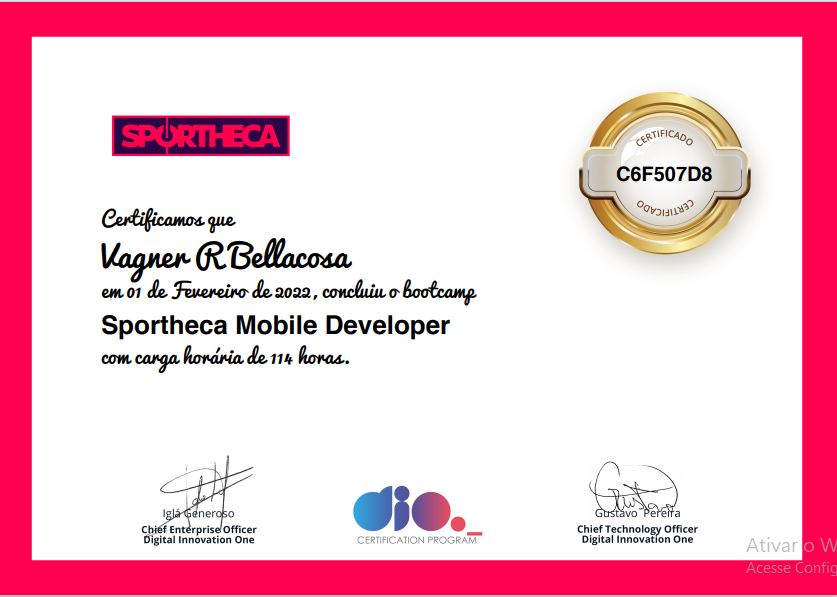 SPORTHECA
CERTIFICADO
C6F507D8
CERTIFICADO
Certificamos que
Vagner R Bellacosa
em 01 de Fevereiro de 2022, concluiu o bootcamp
Sportheca Mobile Developer
com carga horária de 114 horas.
Iglá Generoso
Chief Enterprise Officer
Digital Innovation One
dio.
CERTIFICATION PROGRAM
Gustavo
Gustavo Pereira
Chief Technology Officer
Digital Innovation One
Ativar o W
Acesse Config